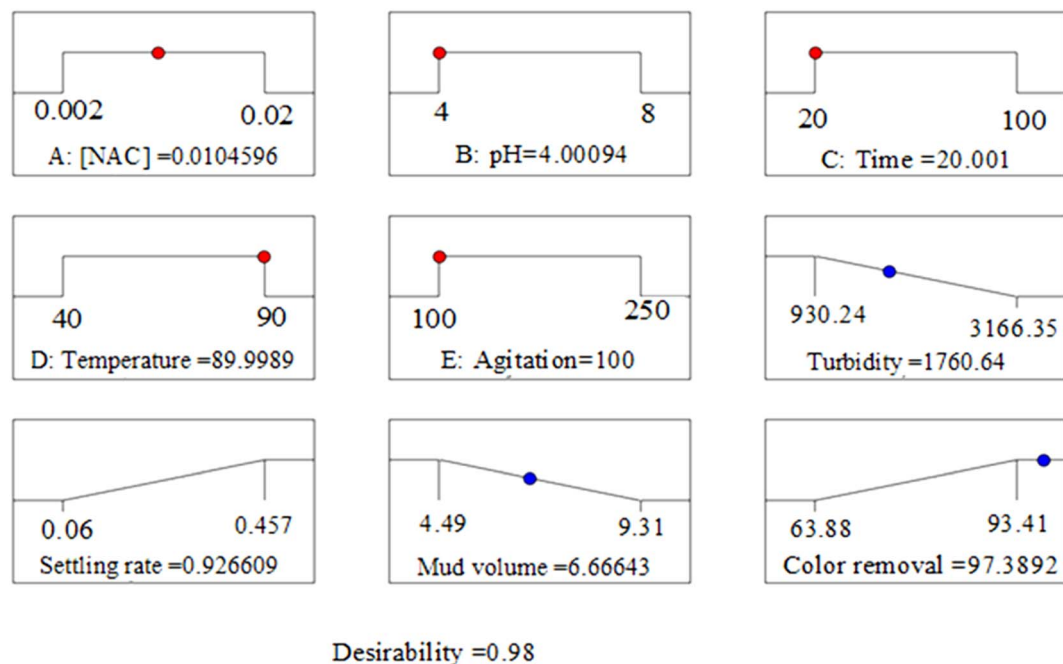 0.002 0.02
A: [NAC] =0.0104596
4 8
B: pH=4.00094
20 100
C: Time =20.001
40 90
D: Temperature =89.9989
100 250
E: Agitation=100
930.24 3166.35
Turbidity =1760.64
0.06 0.457
Settling rate =0.926609
4.49 9.31
Mud volume =6.66643
63.88 93.41
Color removal =97.3892
Desirability =0.98